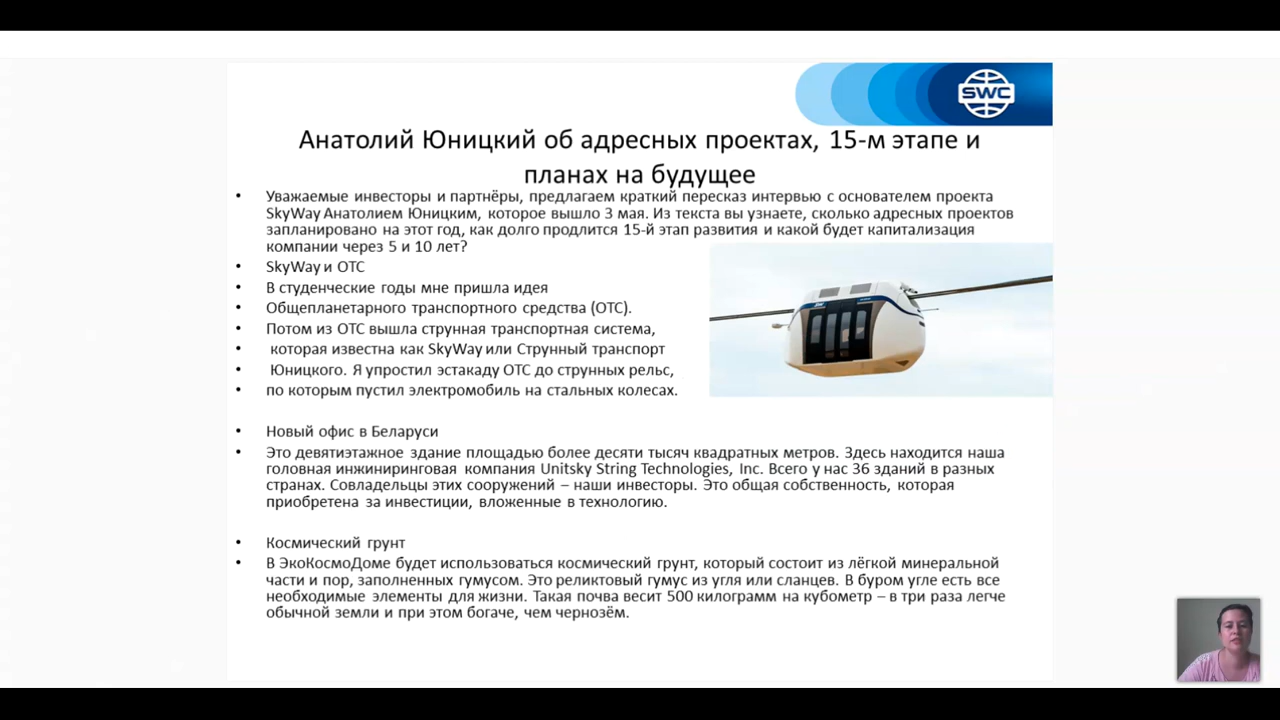 SWC
Анатолий Юницкий об адресных проектах, 15-м этапе и
планах на будущее
• Уважаемые инвесторы и партнёры, предлагаем краткий пересказ интервью с основателем проекта
SkyWay Анатолием Юницким, которое вышло 3 мая. Из текста вы узнаете, сколько адресных проектов
запланировано на этот год, как долго продлится 15-й этап развития и какой будет капитализация
компании через 5 и 10 лет?
• SkyWay и ОТС
• В студенческие годы мне пришла идея
• Общепланетарного транспортного средства (ОТС).
• Потом из ОТС вышла струнная транспортная система,
• которая известна как SkyWay или Струнный транспорт
• Юницкого. Я упростил эстакаду ОТС до струнных рельс,
• по которым пустил электромобиль на стальных колесах.
• Новый офис в Беларуси
• Это девятиэтажное здание площадью более десяти тысяч квадратных метров. Здесь находится наша
головная инжиниринговая компания Unitsky String Technologies, Inc. Всего у нас 36 зданий в разных
странах. Совладельцы этих сооружений – наши инвесторы. Это общая собственность, которая
приобретена за инвестиции, вложенные в технологию.
• Космический грунт
• В ЭкоКосмоДоме будет использоваться космический грунт, который состоит из лёгкой минеральной
части и пор, заполненных гумусом. Это реликтовый гумус из угля или сланцев. В буром угле есть все
необходимые элементы для жизни. Такая почва весит 500 килограмм на кубометр – в три раза легче
обычной земли и при этом богаче, чем чернозём.